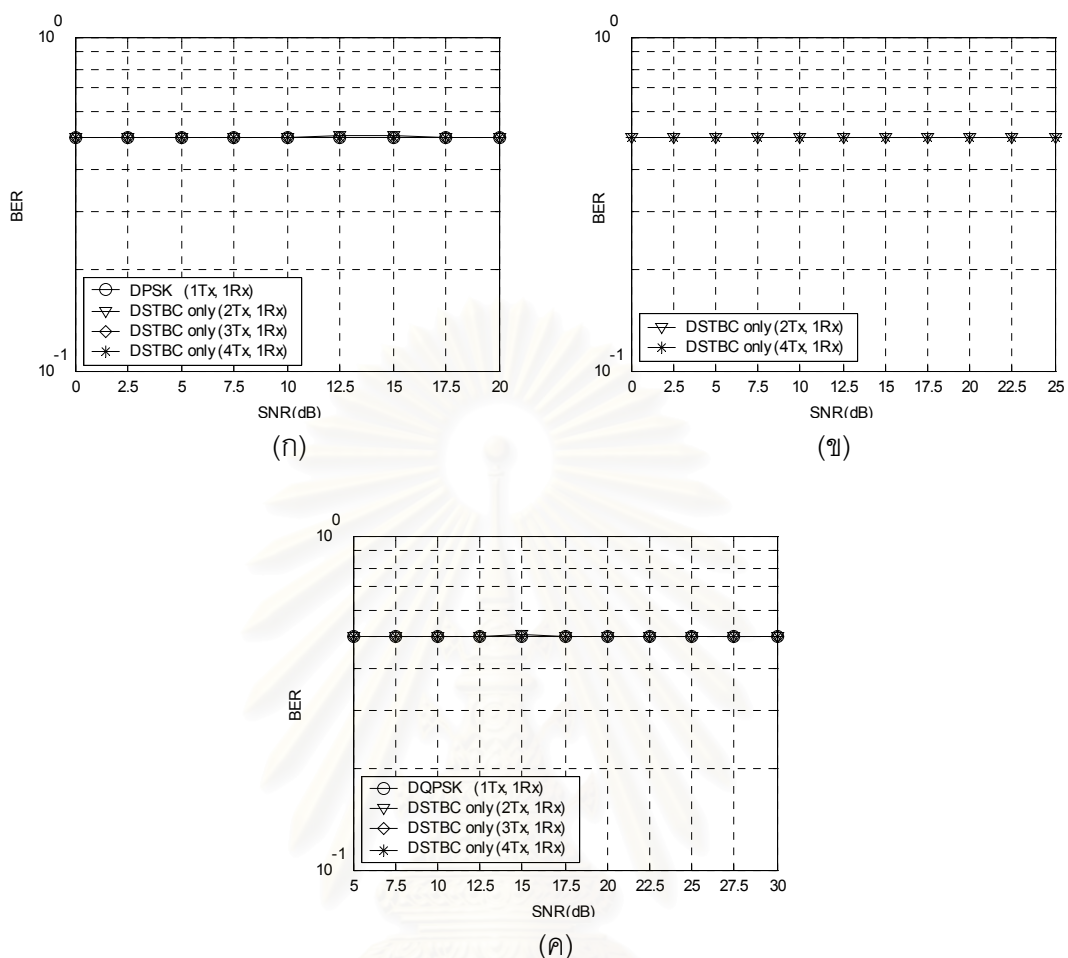 10^0
BER
DPSK (1Tx, 1Rx)
DSTBC only (2Tx, 1Rx)
DSTBC only (3Tx, 1Rx)
DSTBC only (4Tx, 1Rx)
10^-1
0 2.5 5 7.5 10 12.5 15 17.5 20
SNR(dB)
(ก)
10^0
BER
DSTBC only (2Tx, 1Rx)
DSTBC only (4Tx, 1Rx)
10^-1
0 2.5 5 7.5 10 12.5 15 17.5 20 22.5 25
SNR(dB)
(ข)
10^0
BER
DQPSK (1Tx, 1Rx)
DSTBC only (2Tx, 1Rx)
DSTBC only (3Tx, 1Rx)
DSTBC only (4Tx, 1Rx)
10^-1
5 7.5 10 12.5 15 17.5 20 22.5 25 27.5 30
SNR(dB)
(ค)